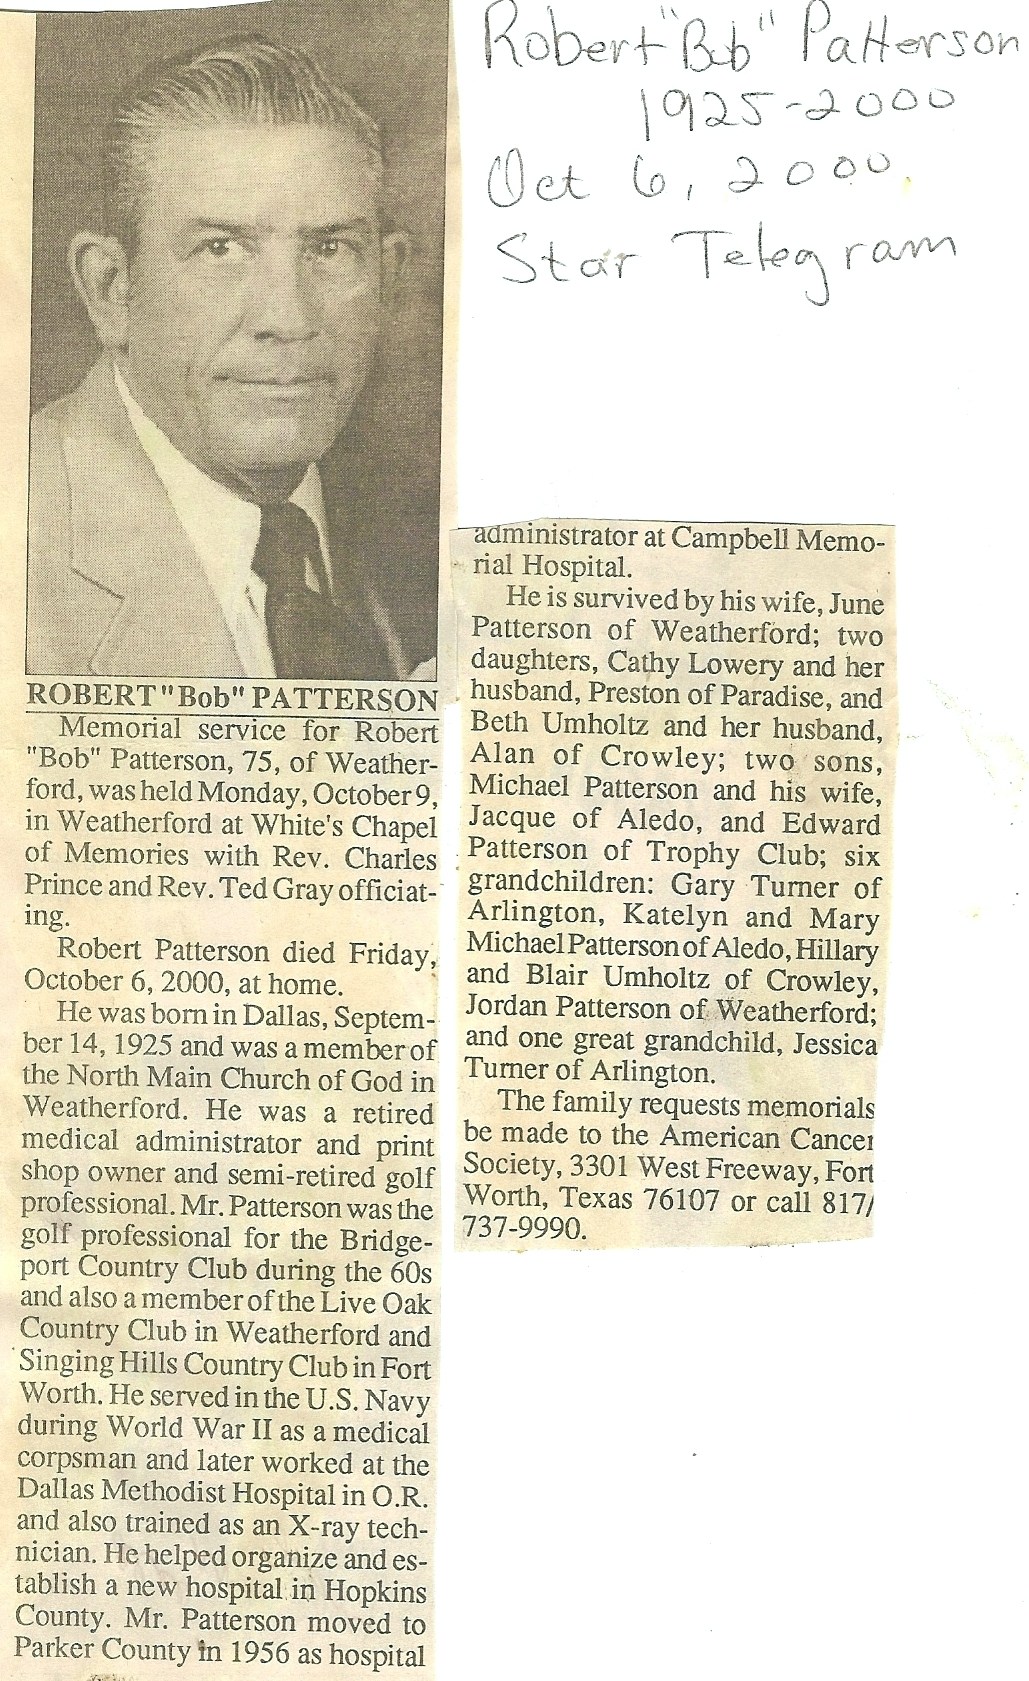 Robert "Bob" Patterson
1925-2000
Oct 6, 2000
Star Telegram
ROBERT "Bob" PATTERSON
Memorial service for Robert
"Bob" Patterson, 75, of Weather-
ford, was held Monday, October 9,
in Weatherford at White's Chapel
of Memories with Rev. Charles
Prince and Rev. Ted Gray officiat-
ing.
Robert Patterson died Friday,
October 6, 2000, at home.
He was born in Dallas, Septem-
ber 14, 1925 and was a member of
the North Main Church of God in
Weatherford. He was a retired
medical administrator and print
shop owner and semi-retired golf
professional. Mr. Patterson was the
golf professional for the Bridge-
port Country Club during the 60s
and also a member of the Live Oak
Country Club in Weatherford and
Singing Hills Country Club in Fort
Worth. He served in the U.S. Navy
during World War II as a medical
corpsman and later worked at the
Dallas Methodist Hospital in O.R.
and also trained as an X-ray tech-
nician. He helped organize and es-
tablish a new hospital in Hopkins
County. Mr. Patterson moved to
Parker County in 1956 as hospital
administrator at Campbell Memo-
rial Hospital.
He is survived by his wife, June
Patterson of Weatherford; two
daughters, Cathy Lowery and her
husband, Preston of Paradise, and
Beth Umholtz and her husband,
Alan of Crowley; two sons,
Michael Patterson and his wife,
Jacque of Aledo, and Edward
Patterson of Trophy Club; six
grandchildren: Gary Turner of
Arlington, Katelyn and Mary
Michael Patterson of Aledo, Hillary
and Blair Umholtz of Crowley,
Jordan Patterson of Weatherford;
and one great grandchild, Jessica
Turner of Arlington.
The family requests memorials
be made to the American Cancer
Society, 3301 West Freeway, Fort
Worth, Texas 76107 or call 817/
737-9990.